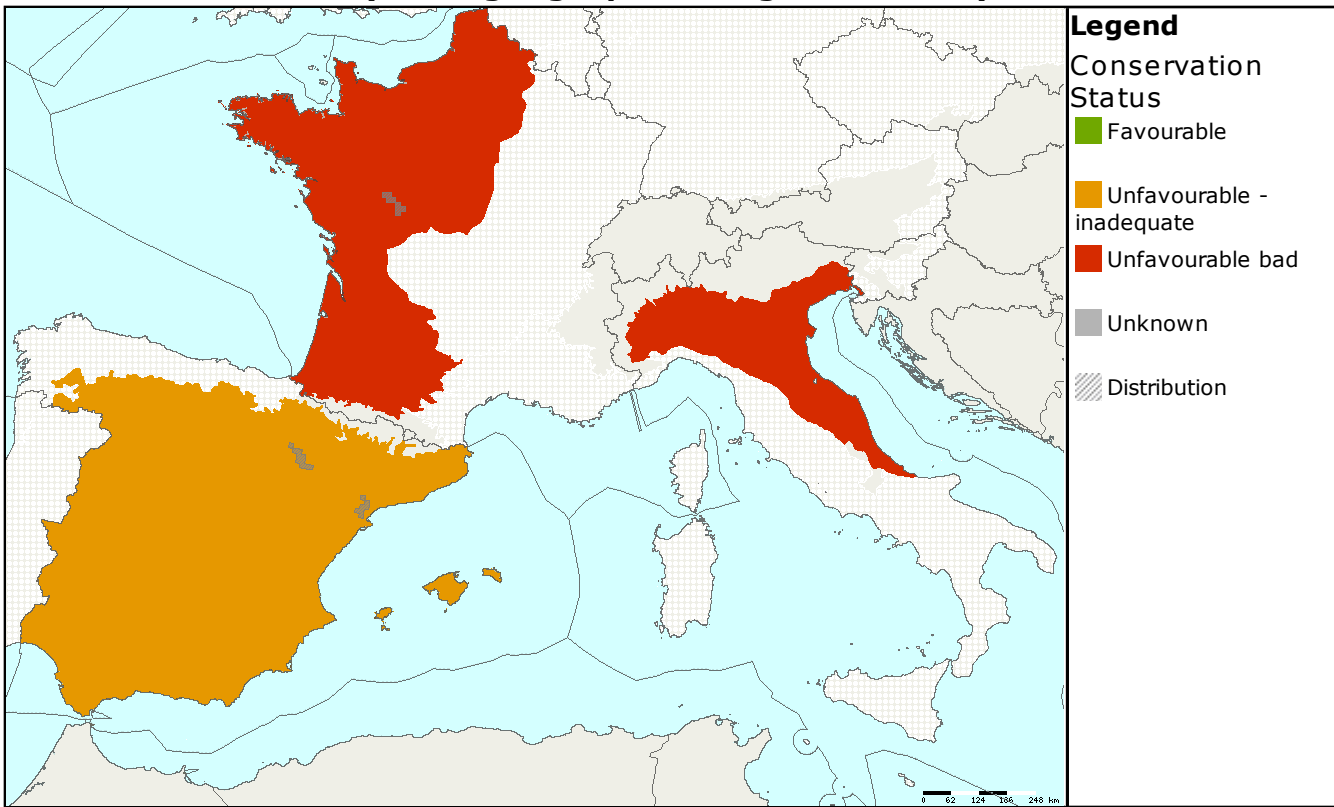 Legend
Conservation
Status
Favourable
Unfavourable -
inadequate
Unfavourable bad
Unknown
Distribution
0 62 124 186 248 km